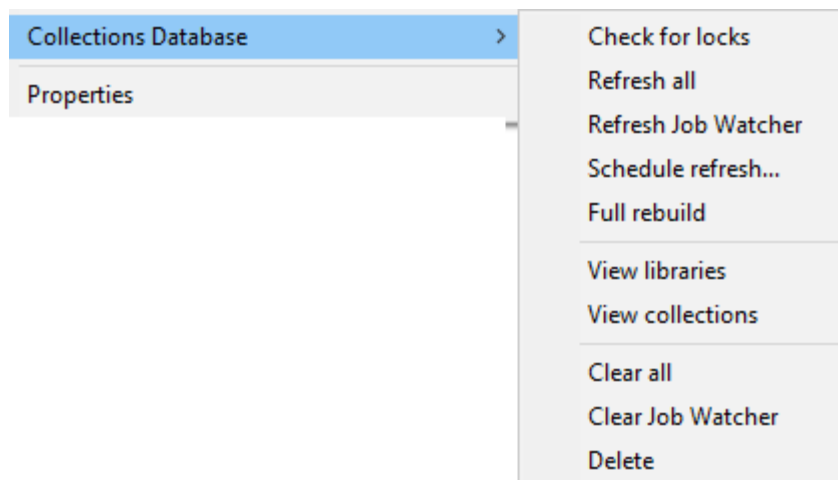 Collections Database
Properties
Check for locks
Refresh all
Refresh Job Watcher
Schedule refresh...
Full rebuild
View libraries
View collections
Clear all
Clear Job Watcher
Delete